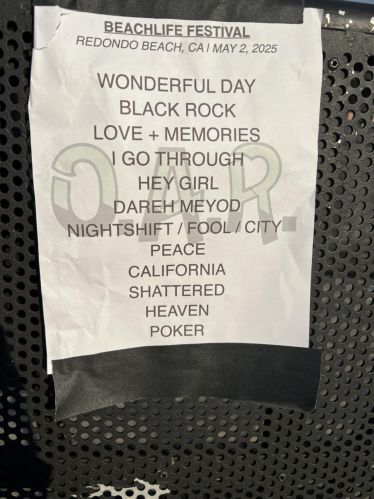 BEACHLIFE FESTIVAL
REDONDO BEACH, CA | MAY 2, 2025
WONDERFUL DAY
BLACK ROCK
LOVE + MEMORIES
I GO THROUGH
HEY GIRL
O.A.R.
DAREH MEYOD
NIGHTSHIFT / FOOL / CITY
PEACE
CALIFORNIA
SHATTERED
HEAVEN
POKER